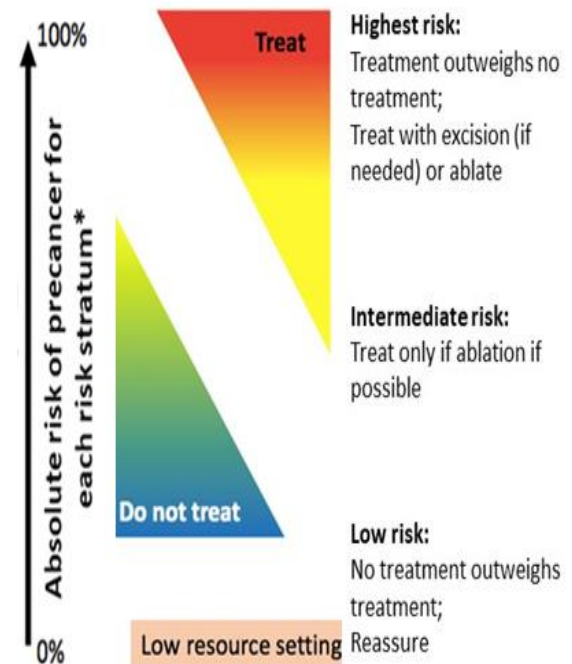 100%
Absolute risk of precancer for
each risk stratum*
0%
Treat
Do not treat
Low resource setting
Highest risk:
Treatment outweighs no
treatment;
Treat with excision (if
needed) or ablate
Intermediate risk:
Treat only if ablation if
possible
Low risk:
No treatment outweighs
treatment;
Reassure